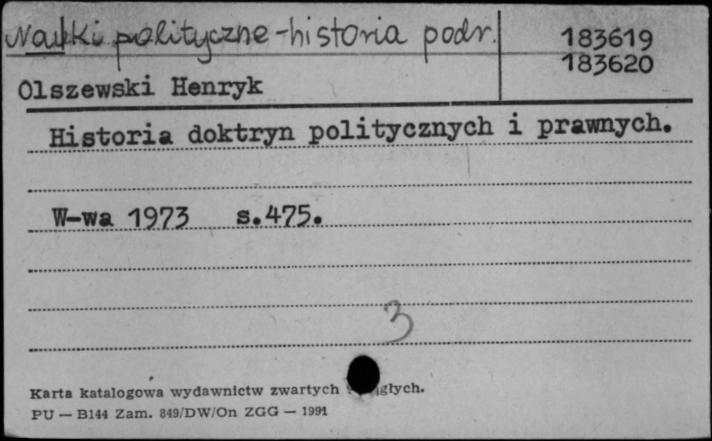 Nauki polityczne - historia podr.
183619
183620
Olszewski Henryk
Historia doktryn politycznych i prawnych.
W-wa 1973 s.475.
3
Karta katalogowa wydawnictw zwartych
PU — B144 Zam. 849/DW/On ZGG — 1991